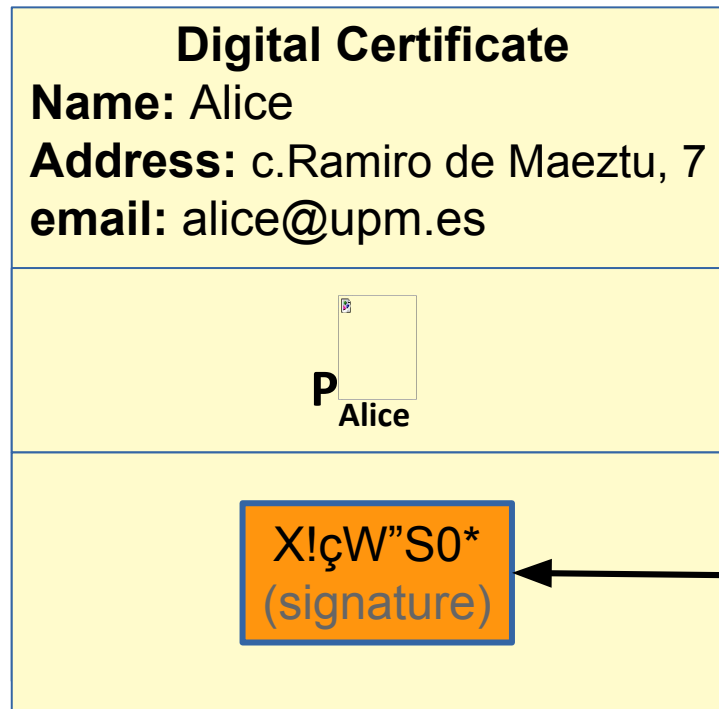 Digital Certificate
Name: Alice
Address: c.Ramiro de Maeztu, 7
email: alice@upm.es
P
Alice
X!çW”S0*
(signature)